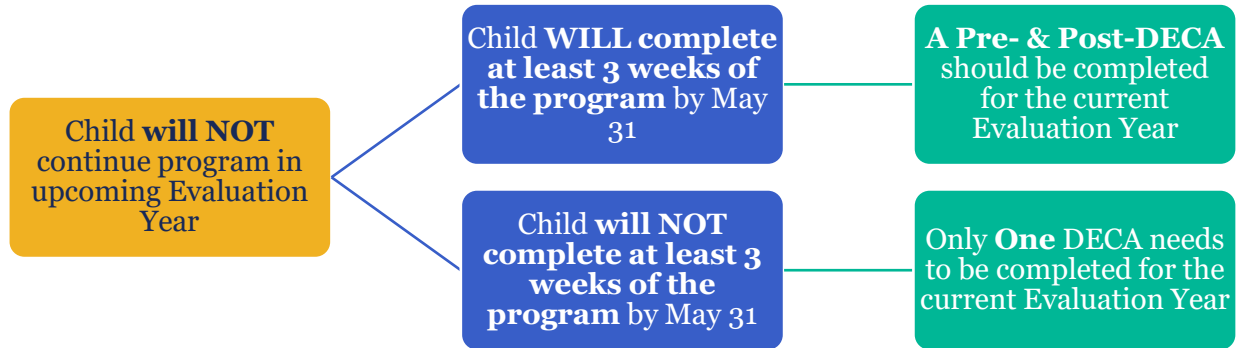 Child will NOT
continue program in
upcoming Evaluation
Year
Child WILL complete
at least 3 weeks of
the program by May
31
A Pre- & Post-DECA
should be completed
for the current
Evaluation Year
Child will NOT
complete at least 3
weeks of the
program by May 31
Only One DECA needs
to be completed for the
current Evaluation Year